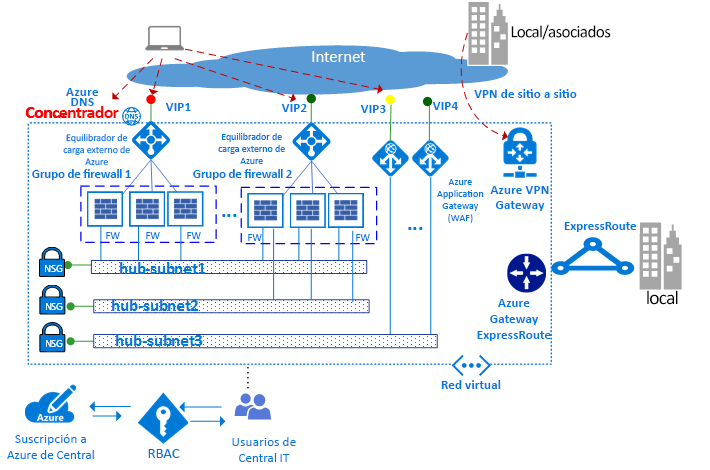 Local/asociados
Internet
Azure
DNS
Concentrador
DNS
VIP1
VIP2
VIP3
VIP4
VPN de sitio a sitio
Equilibrador de
carga externo de
Azure
Grupo de firewall 1
Equilibrador de
carga externo de
Azure
Grupo de firewall 2
Azure
Application
Gateway
(WAF)
Azure VPN
Gateway
...
...
FW
FW
FW
FW
FW
FW
ExpressRoute
NSG
hub-subnet1
NSG
hub-subnet2
NSG
hub-subnet3
Azure
Gateway
ExpressRoute
local
Red virtual
Azure
Suscripción a
Azure de Central
RBAC
Usuarios de
Central IT